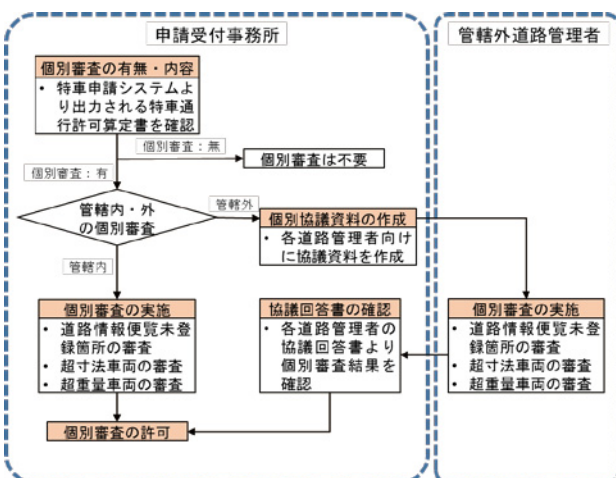 申請受付事務所
管轄外道路管理者
個別審査の有無・内容
• 特車申請システムよ
り出力される特車通
行許可算定書を確認
個別審査：無
個別審査は不要
個別審査：有
管轄内・外
の個別審査
管轄外
個別協議資料の作成
• 各道路管理者向け
に協議資料を作成
管轄内
個別審査の実施
• 道路情報便覧未登
録箇所の審査
• 超寸法車両の審査
• 超重量車両の審査
協議回答書の確認
• 各道路管理者の
協議回答書より
個別審査結果を
確認
個別審査の実施
• 道路情報便覧未登
録箇所の審査
• 超寸法車両の審査
• 超重量車両の審査
個別審査の許可